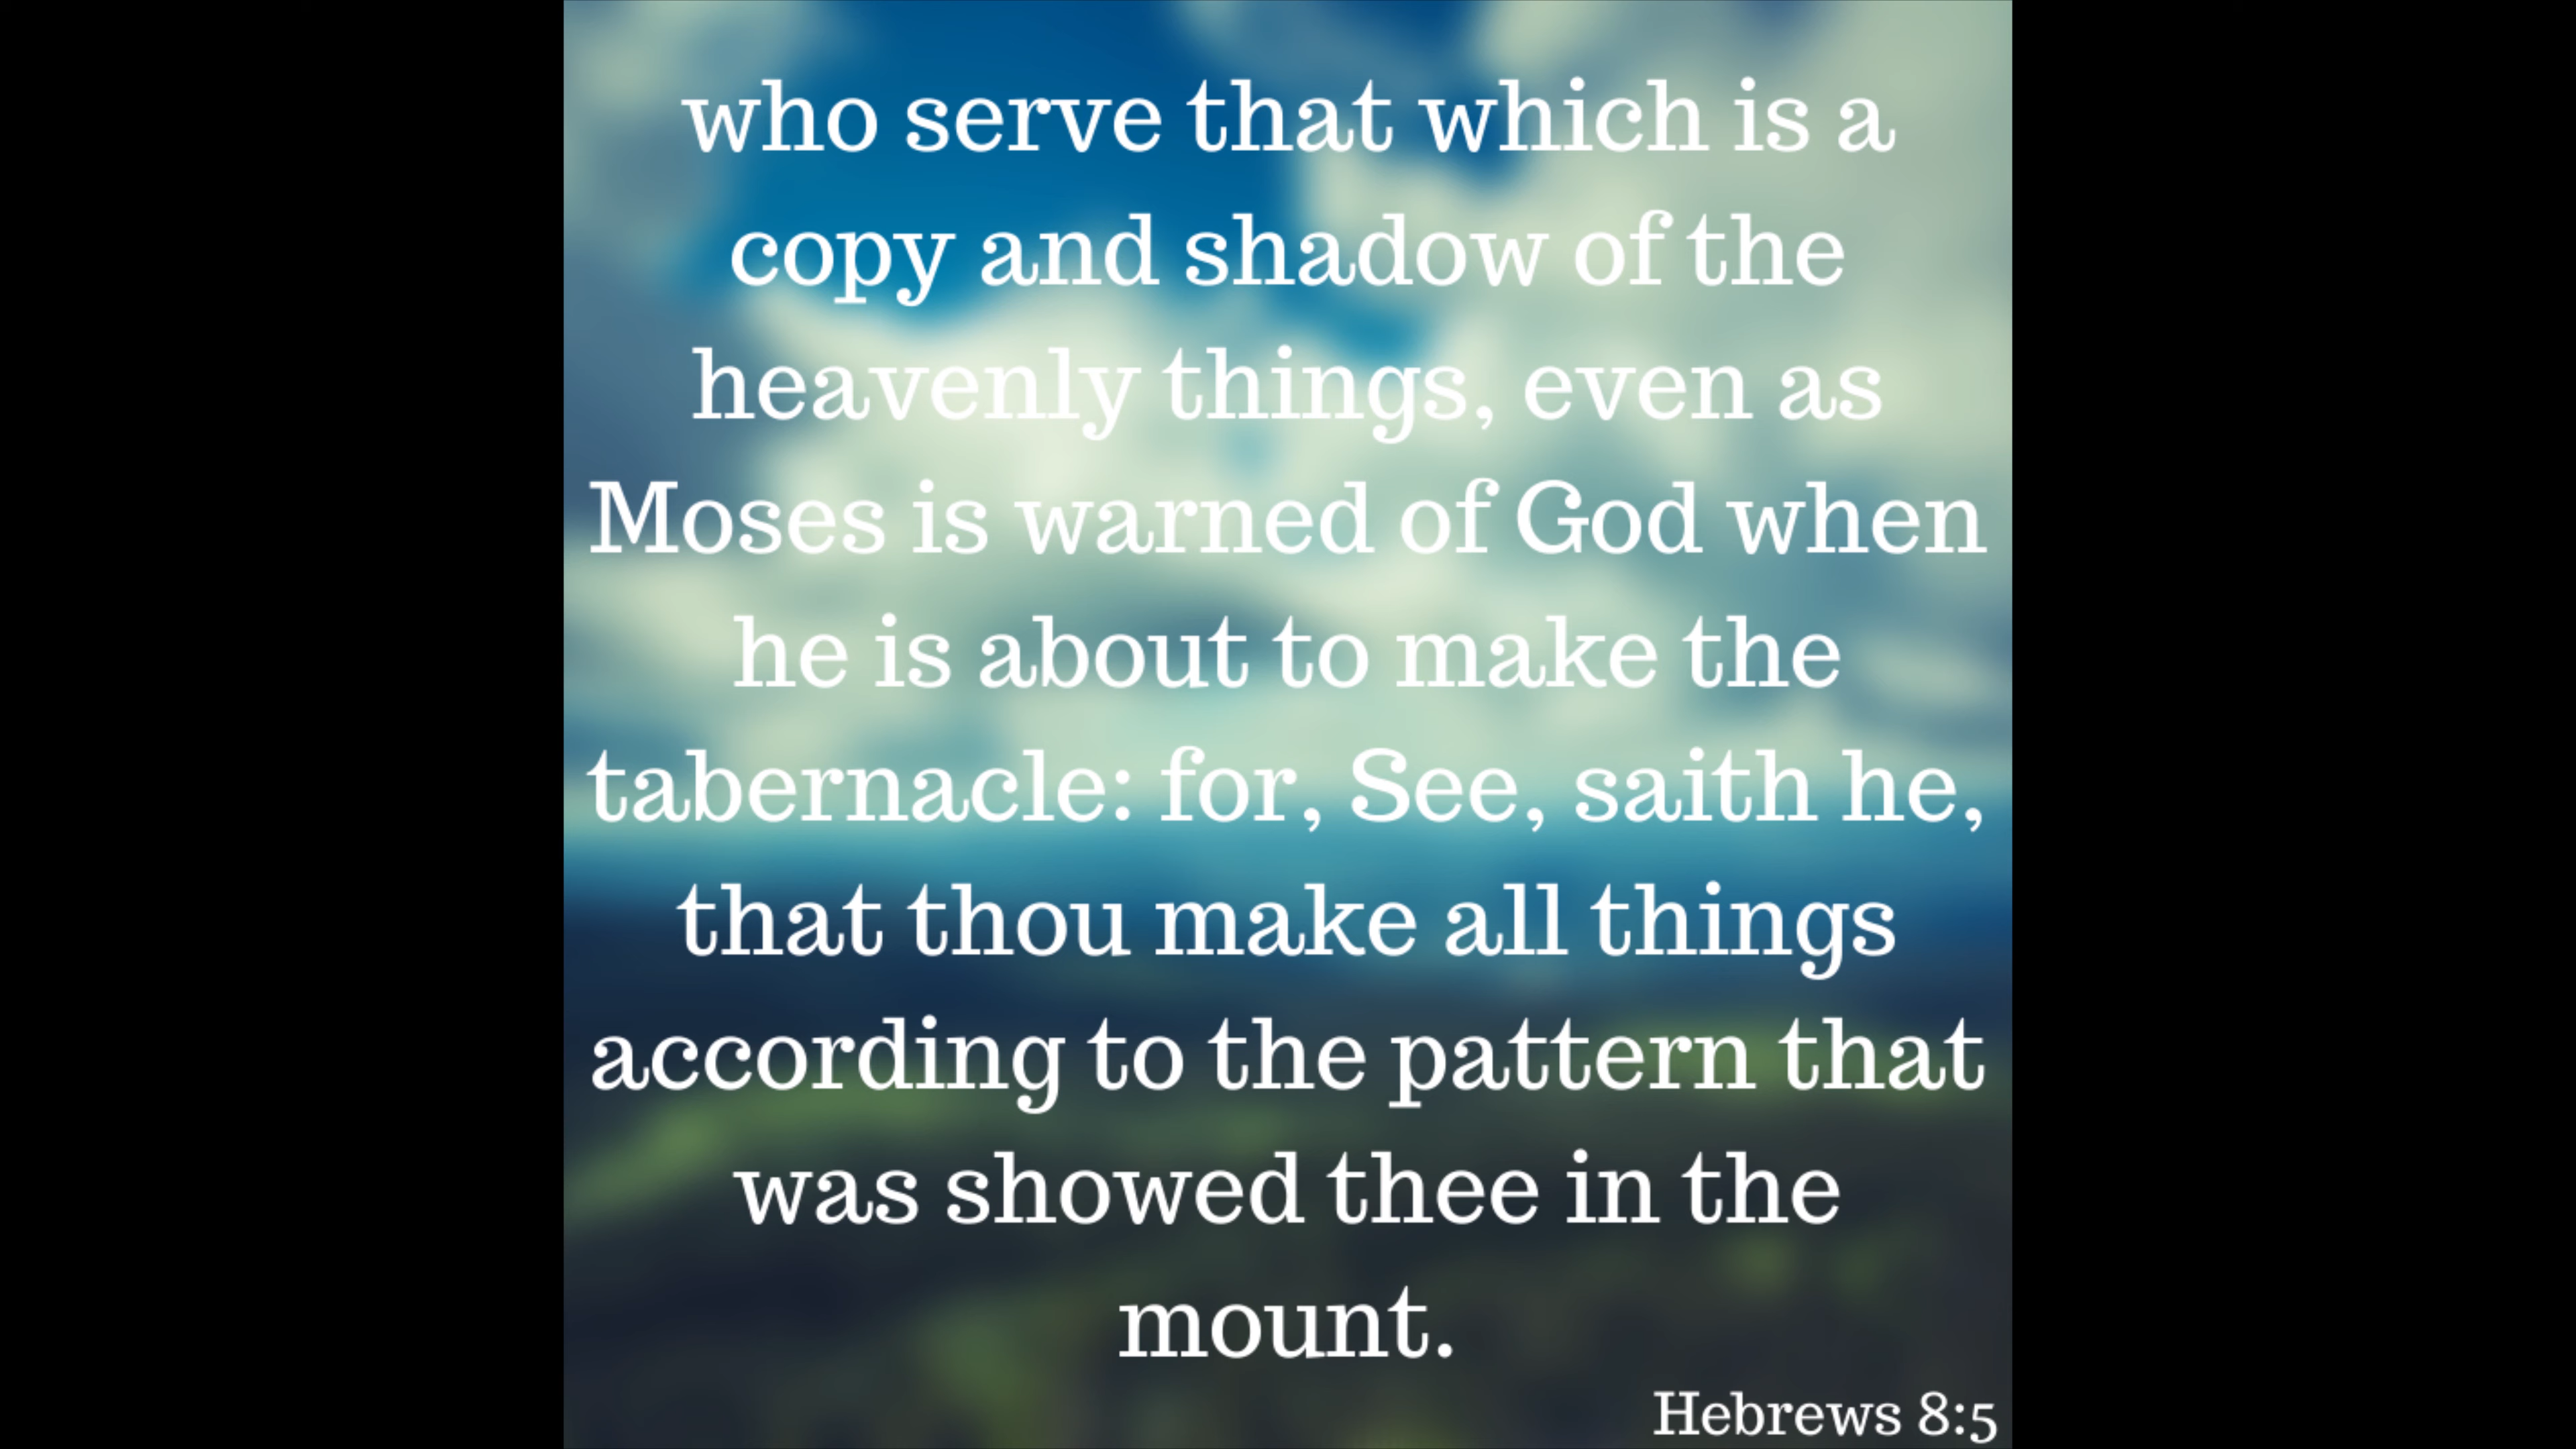 who serve that which is a
copy and shadow of the
heavenly things, even as
Moses is warned of God when
he is about to make the
tabernacle: for, See, saith he,
that thou make all things
according to the pattern that
was showed thee in the
mount.
Hebrews 8:5